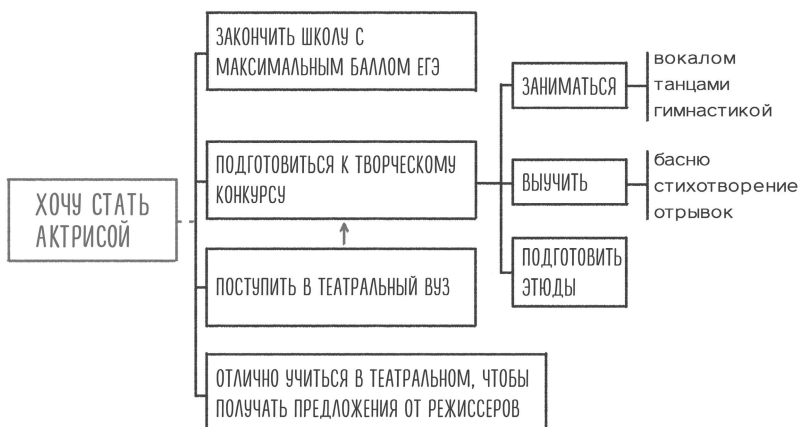 ХОЧУ СТАТЬ
АКТРИСОЙ
ЗАКОНЧИТЬ ШКОЛУ С
МАКСИМАЛЬНЫМ БАЛЛОМ ЕГЭ
ПОДГОТОВИТЬСЯ К ТВОРЧЕСКОМУ
КОНКУРСУ
ПОСТУПИТЬ В ТЕАТРАЛЬНЫЙ ВУЗ
ОТЛИЧНО УЧИТЬСЯ В ТЕАТРАЛЬНОМ, ЧТОБЫ
ПОЛУЧАТЬ ПРЕДЛОЖЕНИЯ ОТ РЕЖИССЕРОВ
ЗАНИМАТЬСЯ
вокалом
танцами
гимнастикой
ВЫУЧИТЬ
басню
стихотворение
отрывок
ПОДГОТОВИТЬ
ЭТЮДЫ